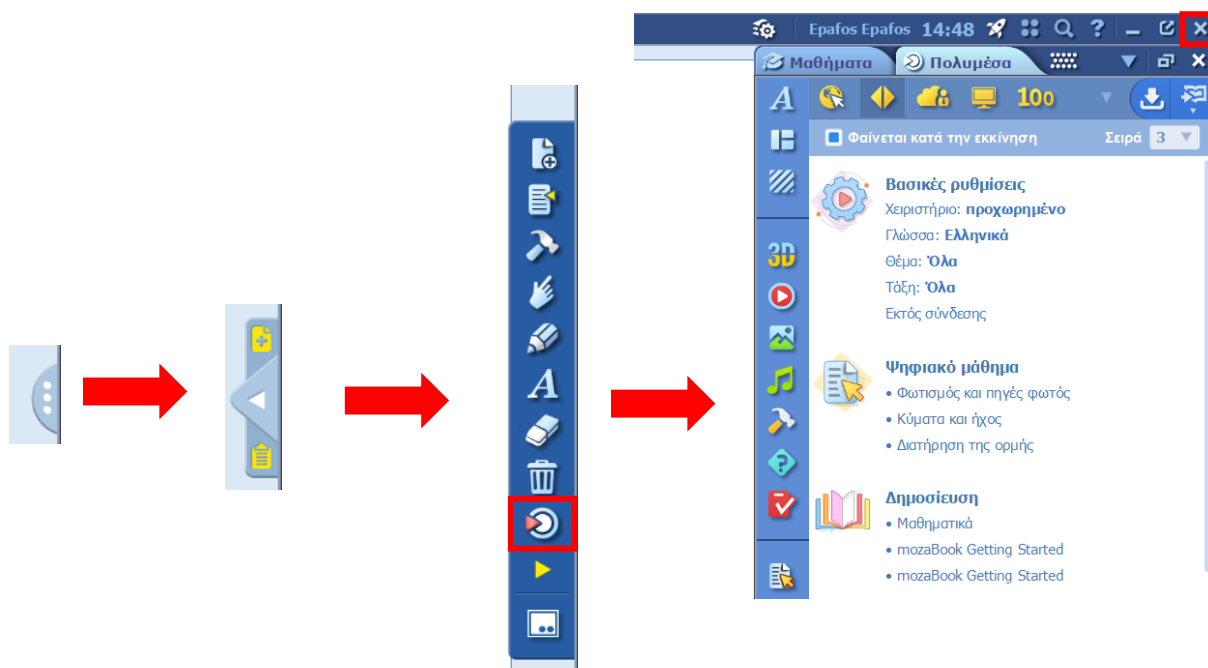 Epafos Epafos 14:48 ?
Μαθήματα Πολυμέσα
A 100
Φαίνεται κατά την εκκίνηση Σειρά 3
Βασικές ρυθμίσεις
Χειριστήριο: προχωρημένο
Γλώσσα: Ελληνικά
Θέμα: Όλα
Τάξη: Όλα
Εκτός σύνδεσης
3D
Ψηφιακό μάθημα
• Φωτισμός και πηγές φωτός
• Κύματα και ήχος
• Διατήρηση της ορμής
A
?
Δημοσίευση
• Μαθηματικά
• mozaBook Getting Started
• mozaBook Getting Started